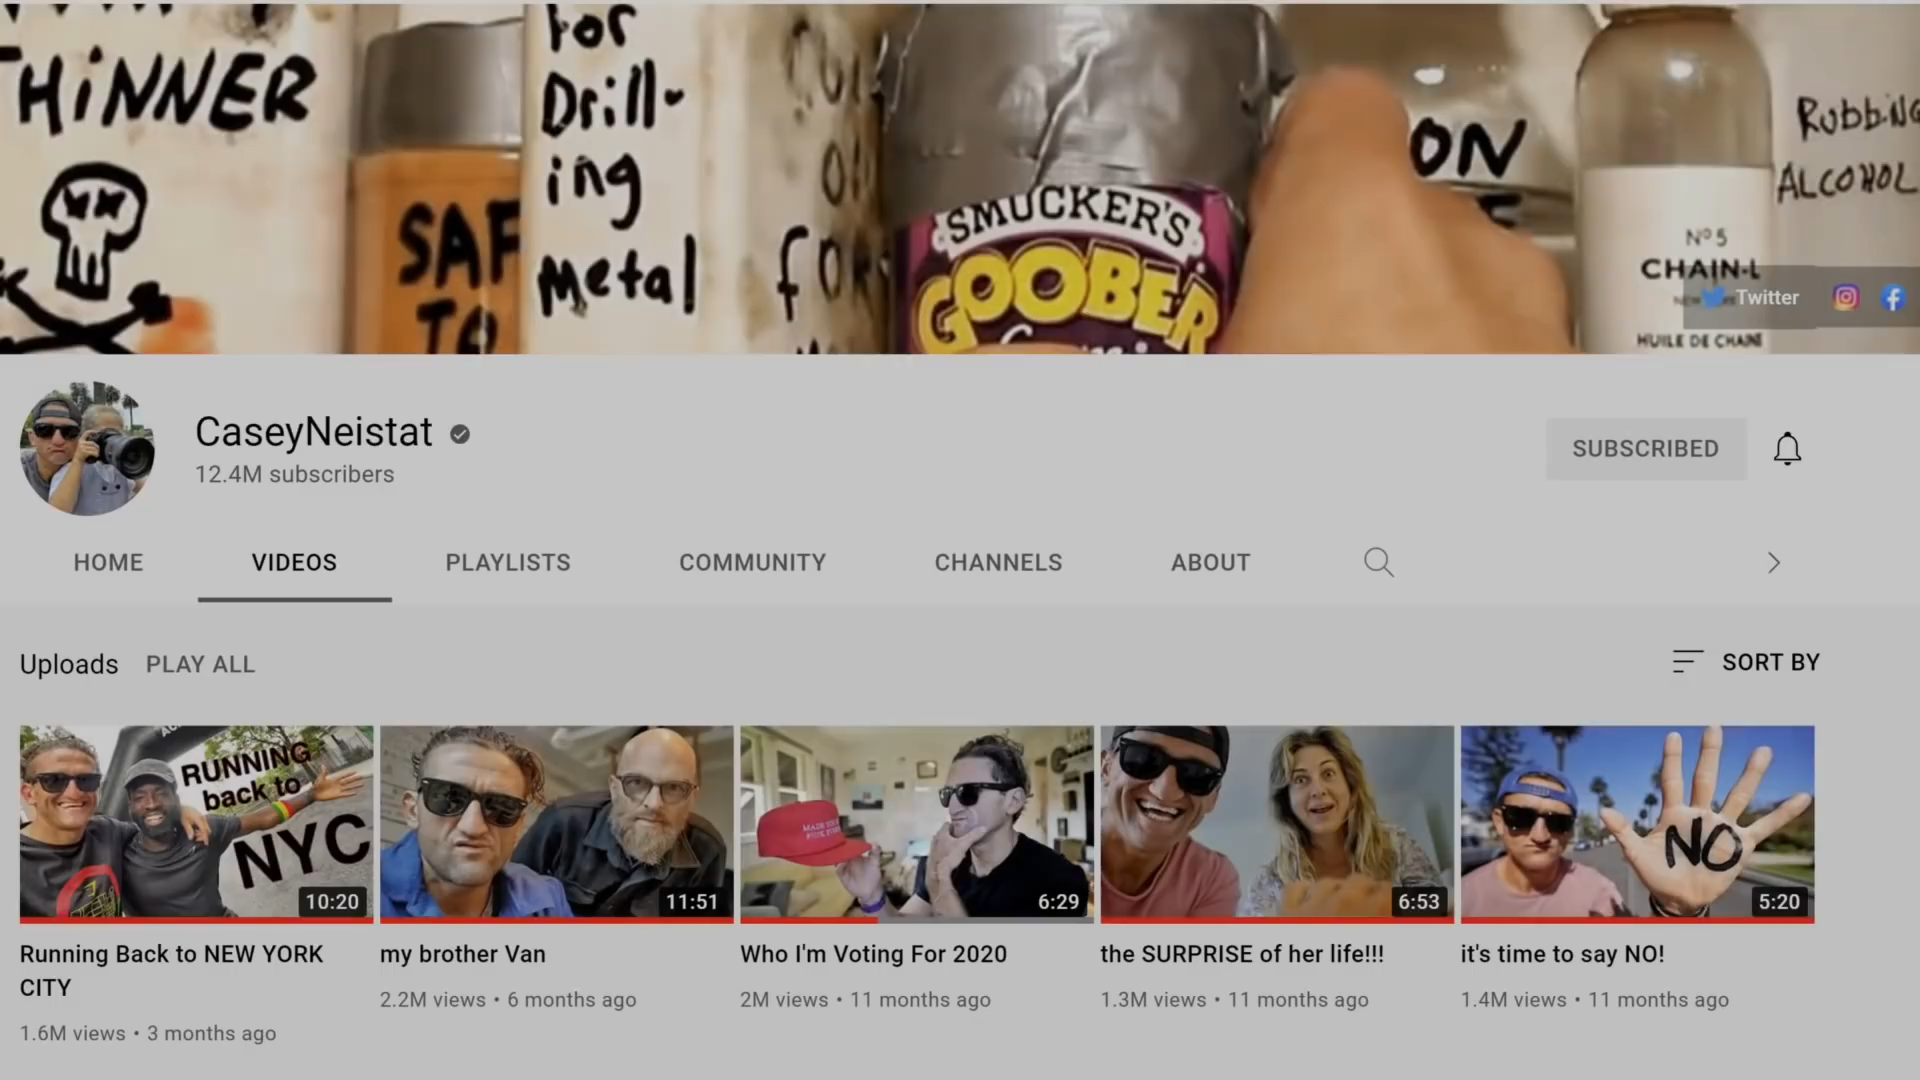 THINNER
SAF
TO
For
Drill-
ing
Metal
for
SMUCKER'S
GOOBER
ON
Nº 5
CHAIN-L
HUILE DE CHAINE
Rubbing
ALCOHOL
Twitter
CaseyNeistat
12.4M subscribers
SUBSCRIBED
HOME VIDEOS PLAYLISTS COMMUNITY CHANNELS ABOUT
Uploads PLAY ALL
SORT BY
RUNNING
back to
NYC
10:20
11:51
6:29
6:53
NO
5:20
Running Back to NEW YORK
CITY
1.6M views • 3 months ago
my brother Van
2.2M views • 6 months ago
Who I'm Voting For 2020
2M views • 11 months ago
the SURPRISE of her life!!!
1.3M views • 11 months ago
it's time to say NO!
1.4M views • 11 months ago